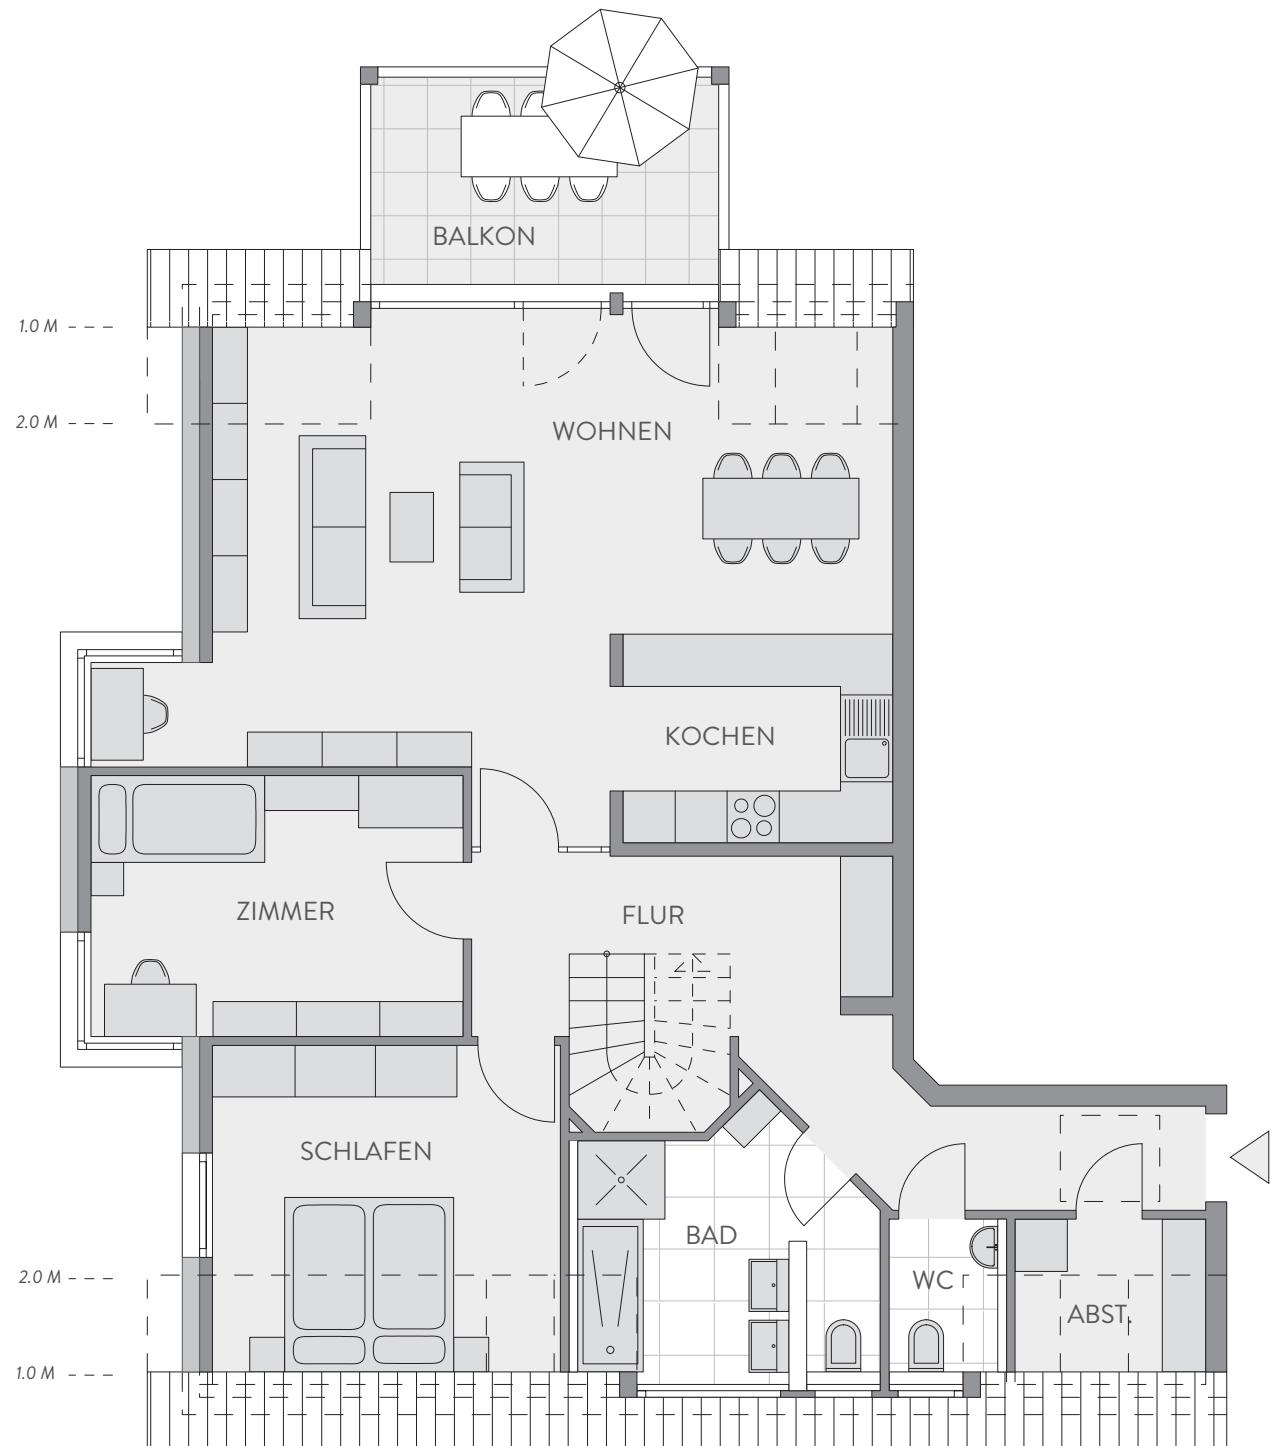 BALKON
1.0 M
2.0 M
WOHNEN
KOCHEN
ZIMMER
FLUR
SCHLAFEN
BAD
2.0 M
WC
ABST.
1.0 M